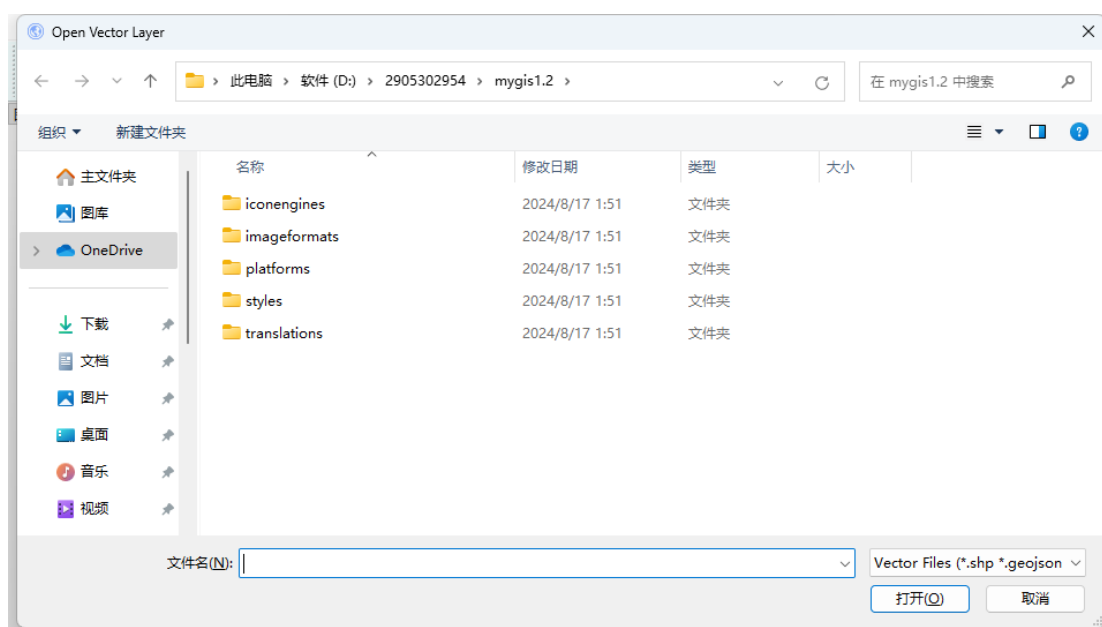 Open Vector Layer
此电脑 > 软件 (D:) > 2905302954 > mygis1.2 >
在 mygis1.2 中搜索
组织 新建文件夹
名称 修改日期 类型 大小
主文件夹
图库
OneDrive
下载
文档
图片
桌面
音乐
视频
iconengines 2024/8/17 1:51 文件夹
imageformats 2024/8/17 1:51 文件夹
platforms 2024/8/17 1:51 文件夹
styles 2024/8/17 1:51 文件夹
translations 2024/8/17 1:51 文件夹
文件名(N):
Vector Files (*.shp *.geojson
打开(O) 取消